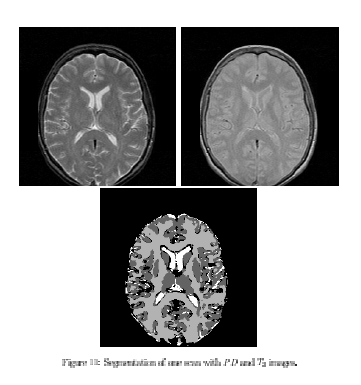 Figure 11: Segmentation of one scan with PD and T₂ images.